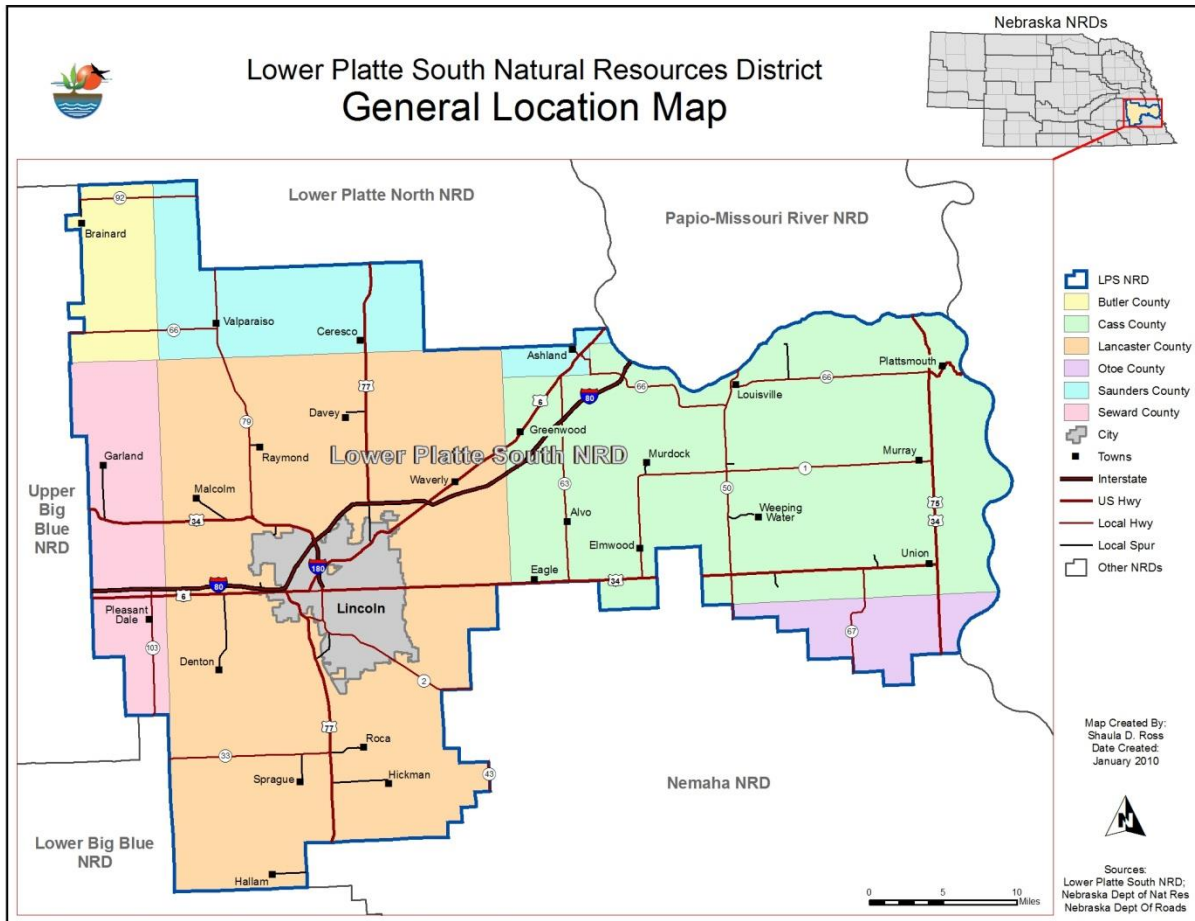 Nebraska NRDs
Lower Platte South Natural Resources District
General Location Map
Lower Platte North NRD
Papio-Missouri River NRD
92
Brainard
66
Valparaiso
Ceresco
77
Ashland
66
6
80
Louisville
66
Plattsmouth
79
Davey
Greenwood
Lower Platte South NRD
Garland
Raymond
Waverly
63
Murdock
1
Murray
Upper
Big
Blue
NRD
Malcolm
34
50
75
34
Alvo
Weeping
Water
Elmwood
Union
180
80
Eagle
34
6
Lincoln
Pleasant
Dale
103
Denton
2
67
77
Roca
33
Sprague
Hickman
43
Nemaha NRD
Lower Big Blue
NRD
Hallam
0 5 10
Miles
LPS NRD
Butler County
Cass County
Lancaster County
Otoe County
Saunders County
Seward County
City
Towns
Interstate
US Hwy
Local Hwy
Local Spur
Other NRDs
Map Created By:
Shaula D. Ross
Date Created:
January 2010
N
Sources:
Lower Platte South NRD;
Nebraska Dept of Nat Res
Nebraska Dept Of Roads